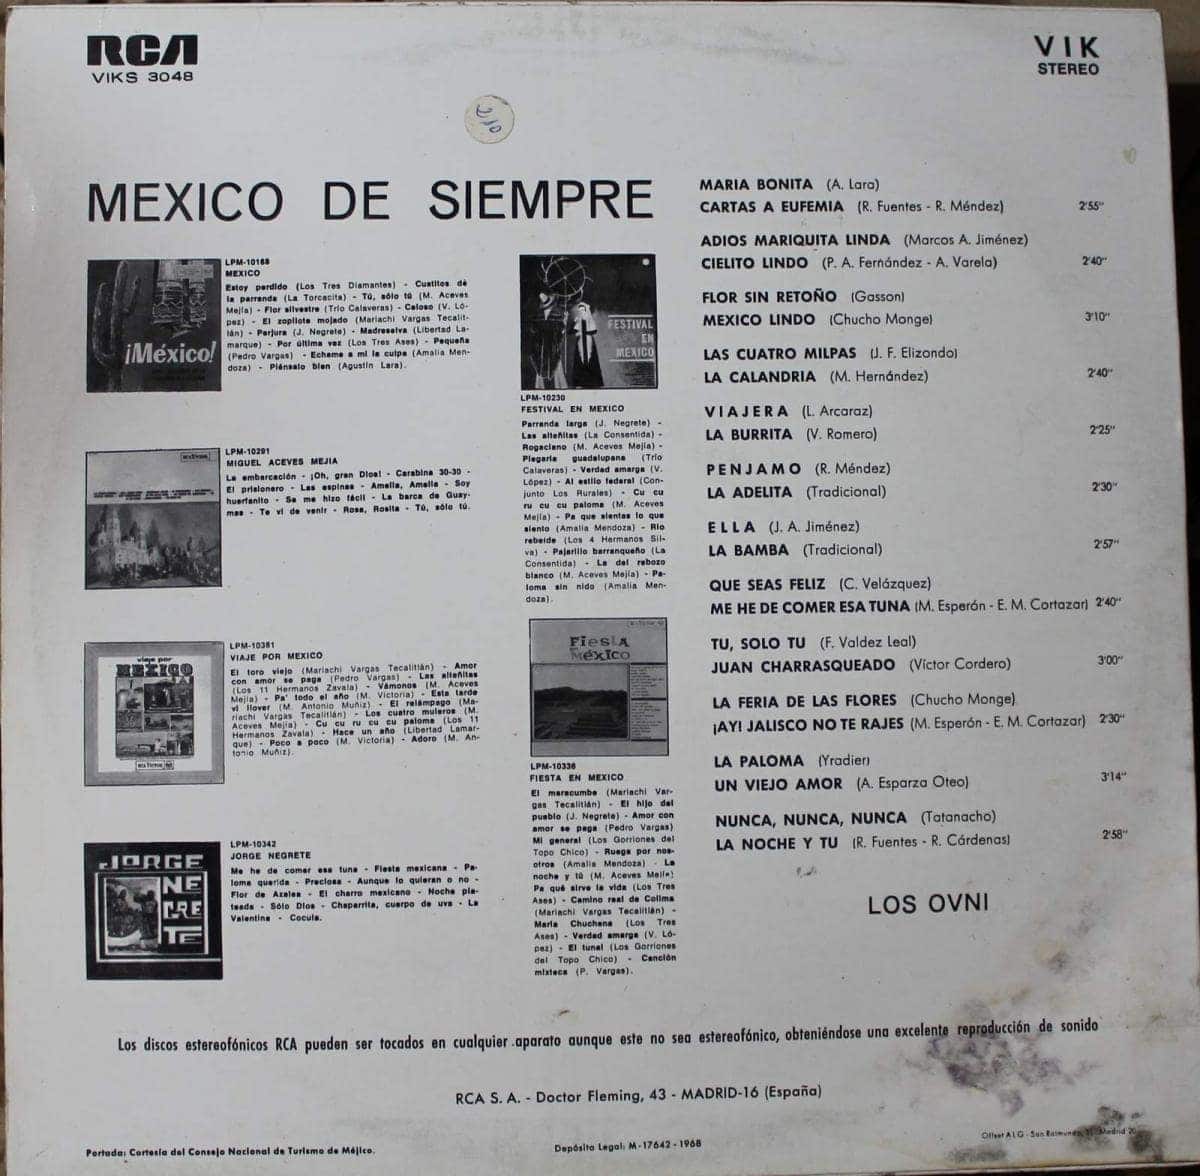 RCA
VIKS 3048
VIK
STEREO
2,10
MEXICO DE SIEMPRE
¡México!
LPM-10168
MEXICO
Estoy perdido (Los Tres Diamantes) - Cuatitos de
la parranda (La Torcacita) - Tú, sólo tú (M. Aceves
Mejía) - Flor silvestre (Trío Calaveras) - Celoso (V. Ló-
pez) - El zopilote mojado (Mariachi Vargas Tecalit-
lán) - Perjura (J. Negrete) - Madreselva (Libertad La-
marque) - Por última vez (Los Tres Ases) - Pequeña
(Pedro Vargas) - Echame a mi la culpa (Amalia Men-
doza) - Piénsalo bien (Agustín Lara).
LPM-10291
MIGUEL ACEVES MEJIA
La embarcación - ¡Oh, gran Dios! - Carabina 30-30 -
El prisionero - Las espinas - Amelia, Amelia - Soy
huerfanito - Se me hizo fácil - La barca de Guay-
mas - Te vi de venir - Rosa, Rosita - Tú, sólo tú.
viaje por
MEXICO
LPM-10381
VIAJE POR MEXICO
El toro viejo (Mariachi Vargas Tecalitlán) - Amor
con amor se paga (Pedro Vargas) - Las alteñitas
(Los 11 Hermanos Zavala) - Vámonos (M. Aceves
Mejía) - Pa' todo el año (M. Victoria) - Esta tarde
vi llover (M. Antonio Muñiz) - El relámpago (Ma-
riachi Vargas Tecalitlán) - Los cuatro muleros (M.
Aceves Mejía) - Cu cu ru cu cu paloma (Los 11
Hermanos Zavala) - Hace un año (Libertad Lamar-
que) - Poco a poco (M. Victoria) - Adoro (M. An-
tonio Muñiz).
JORGE
NE
GRE
TE
LPM-10342
JORGE NEGRETE
Me he de comer esa tuna - Fiesta mexicana - Pa-
loma querida - Preciosa - Aunque lo quieran o no -
Flor de Azalea - El charro mexicano - Noche pla-
teada - Sólo Dios - Chaparrita, cuerpo de uva - La
Valentina - Cocula.
FESTIVAL
EN
MEXICO
LPM-10230
FESTIVAL EN MEXICO
Parranda larga (J. Negrete) -
Las alteñitas (La Consentida) -
Rogaciano (M. Aceves Mejía) -
Plegaria guadalupana (Trío
Calaveras) - Verdad amarga (V.
López) - Al estilo federal (Con-
junto Los Rurales) - Cu cu
ru cu cu paloma (M. Aceves
Mejía) - Pa que sientas lo que
siento (Amalia Mendoza) - Río
rebelde (Los 4 Hermanos Sil-
va) - Pajarillo barranqueño (La
Consentida) - La del rebozo
blanco (M. Aceves Mejía) - Pa-
loma sin nido (Amalia Men-
doza).
Fiesta
México
LPM-10336
FIESTA EN MEXICO
El maracumbe (Mariachi Var-
gas Tecalitlán) - El hijo del
pueblo (J. Negrete) - Amor con
amor se paga (Pedro Vargas)
Mi general (Los Gorriones del
Topo Chico) - Ruega por nos-
otros (Amalia Mendoza) - La
noche y tú (M. Aceves Mejía)
Pa qué sirve la vida (Los Tres
Ases) - Camino real de Colima
(Mariachi Vargas Tecalitlán) -
María Chuchena (Los Tres
Ases) - Verdad amarga (V. Ló-
pez) - El tunal (Los Gorriones
del Topo Chico) - Canción
mixteca (P. Vargas).
MARIA BONITA (A. Lara)
CARTAS A EUFEMIA (R. Fuentes - R. Méndez) 2'55"
ADIOS MARIQUITA LINDA (Marcos A. Jiménez)
CIELITO LINDO (P. A. Fernández - A. Varela) 2'40"
FLOR SIN RETOÑO (Gasson)
MEXICO LINDO (Chucho Monge) 3'10"
LAS CUATRO MILPAS (J. F. Elizondo)
LA CALANDRIA (M. Hernández) 2'40"
VIAJERA (L. Arcaraz)
LA BURRITA (V. Romero) 2'25"
PENJAMO (R. Méndez)
LA ADELITA (Tradicional) 2'30"
ELLA (J. A. Jiménez)
LA BAMBA (Tradicional) 2'57"
QUE SEAS FELIZ (C. Velázquez)
ME HE DE COMER ESA TUNA (M. Esperón - E. M. Cortazar) 2'40"
TU, SOLO TU (F. Valdez Leal)
JUAN CHARRASQUEADO (Víctor Cordero) 3'00"
LA FERIA DE LAS FLORES (Chucho Monge)
¡AY! JALISCO NO TE RAJES (M. Esperón - E. M. Cortazar) 2'30"
LA PALOMA (Yradier)
UN VIEJO AMOR (A. Esparza Oteo) 3'14"
NUNCA, NUNCA, NUNCA (Tatanacho)
LA NOCHE Y TU (R. Fuentes - R. Cárdenas) 2'58"
LOS OVNI
Los discos estereofónicos RCA pueden ser tocados en cualquier aparato aunque este no sea estereofónico, obteniéndose una excelente reproducción de sonido
RCA S. A. - Doctor Fleming, 43 - MADRID-16 (España)
Portada: Cortesía del Consejo Nacional de Turismo de Méjico.
Depósito Legal: M-17642-1968
Offset ALG - San Raimundo, Madrid 20